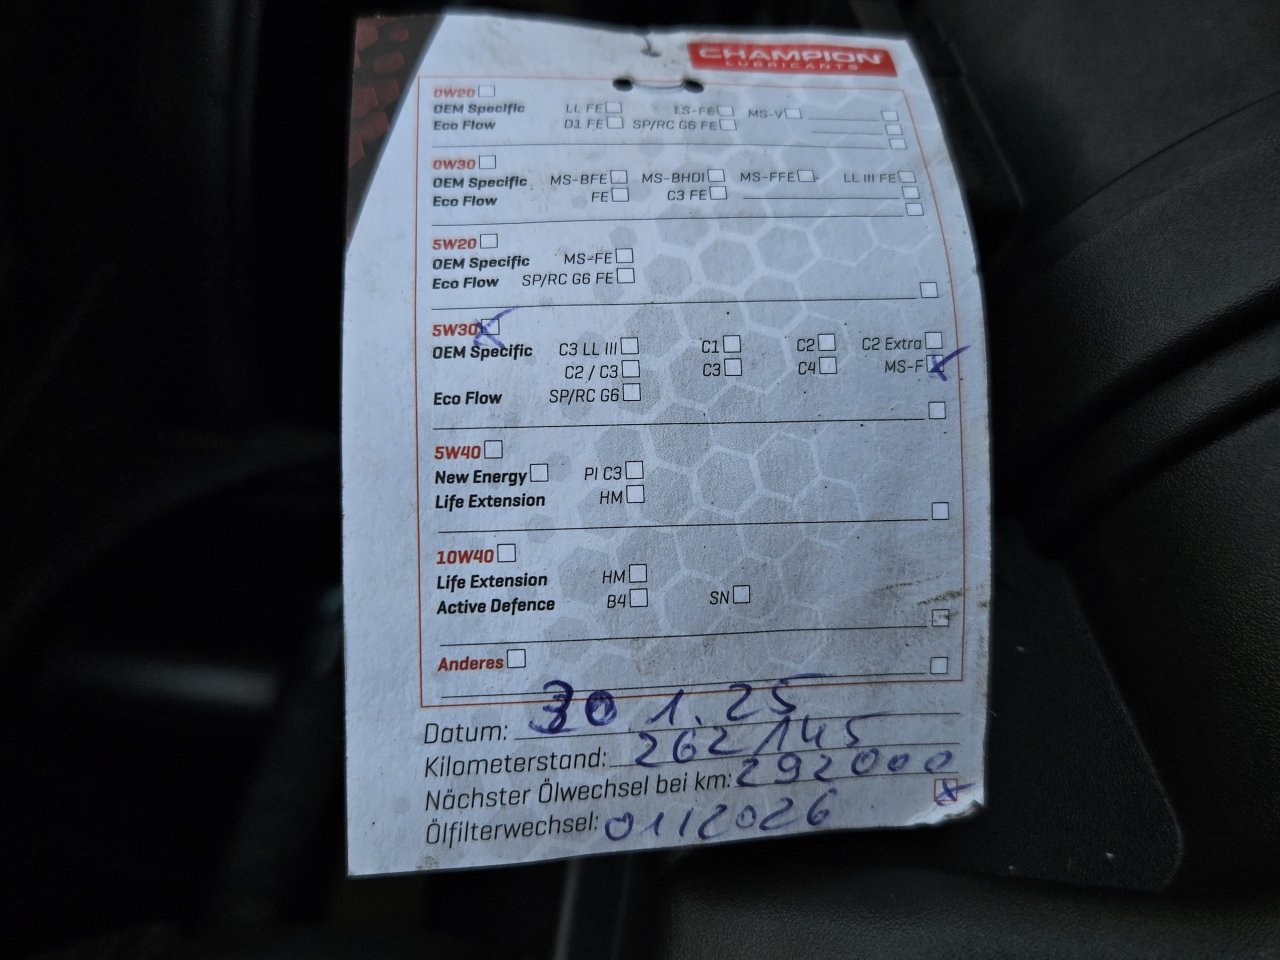 CHAMPION
LUBRICANTS
0W20
OEM Specific LL FE LS-FE MS-V
Eco Flow D1 FE SP/RC G6 FE
0W30
OEM Specific MS-BFE MS-BHDI MS-FFE LL III FE
Eco Flow FE C3 FE
5W20
OEM Specific MS-FE
Eco Flow SP/RC G6 FE
5W30
OEM Specific C3 LL III C1 C2 C2 Extra
C2 / C3 C3 C4 MS-F
Eco Flow SP/RC G6
5W40
New Energy PI C3
Life Extension HM
10W40
Life Extension HM
Active Defence B4 SN
Anderes
Datum: 30 1.25
Kilometerstand: 262145
Nächster Ölwechsel bei km: 292000
Ölfilterwechsel: 01/2026